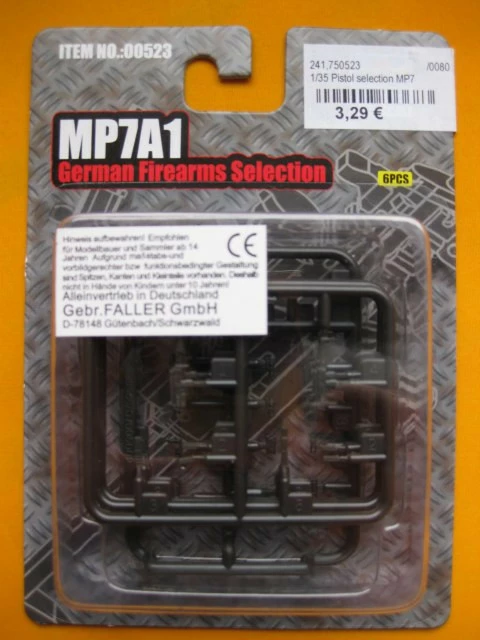 ITEM NO.:00523
241,750523 /0080
1/35 Pistol selection MP7
3,29 €
MP7A1
German Firearms Selection
6PCS
Hinweis aufbewahren! Empfohlen
für Modellbauer und Sammler ab 14
Jahren. Aufgrund maßstabs- und
vorbildgerechter bzw. funktionsbedingter Gestaltung
sind Spitzen, Kanten und Kleinteile vorhanden. Deshalb
nicht in Hände von Kindern unter 10 Jahren!
Alleinvertrieb in Deutschland
Gebr.FALLER GmbH
D-78148 Gütenbach/Schwarzwald
CE